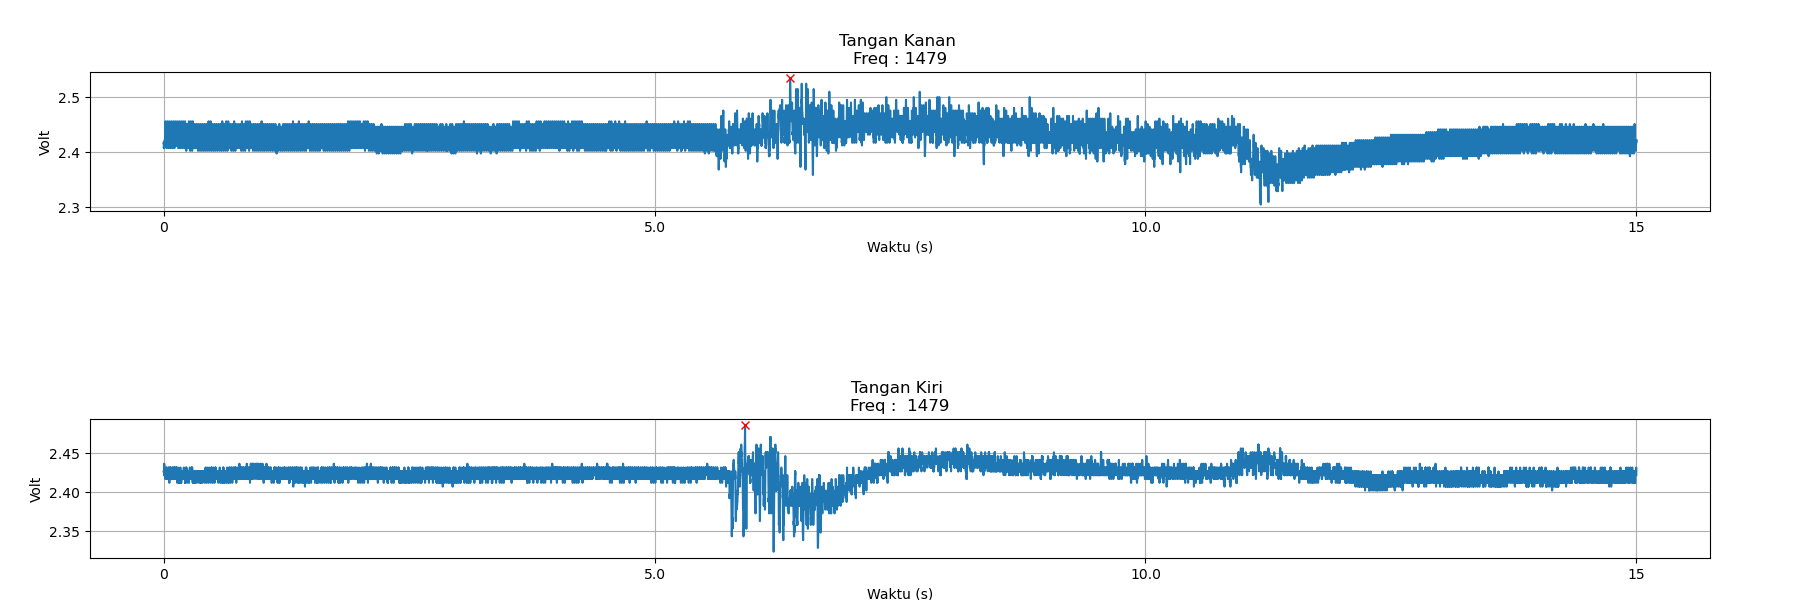 Tangan Kanan
Freq : 1479
Volt
2.5
2.4
2.3
0
5.0
10.0
15
Waktu (s)
Tangan Kiri
Freq :  1479
Volt
2.45
2.40
2.35
0
5.0
10.0
15
Waktu (s)